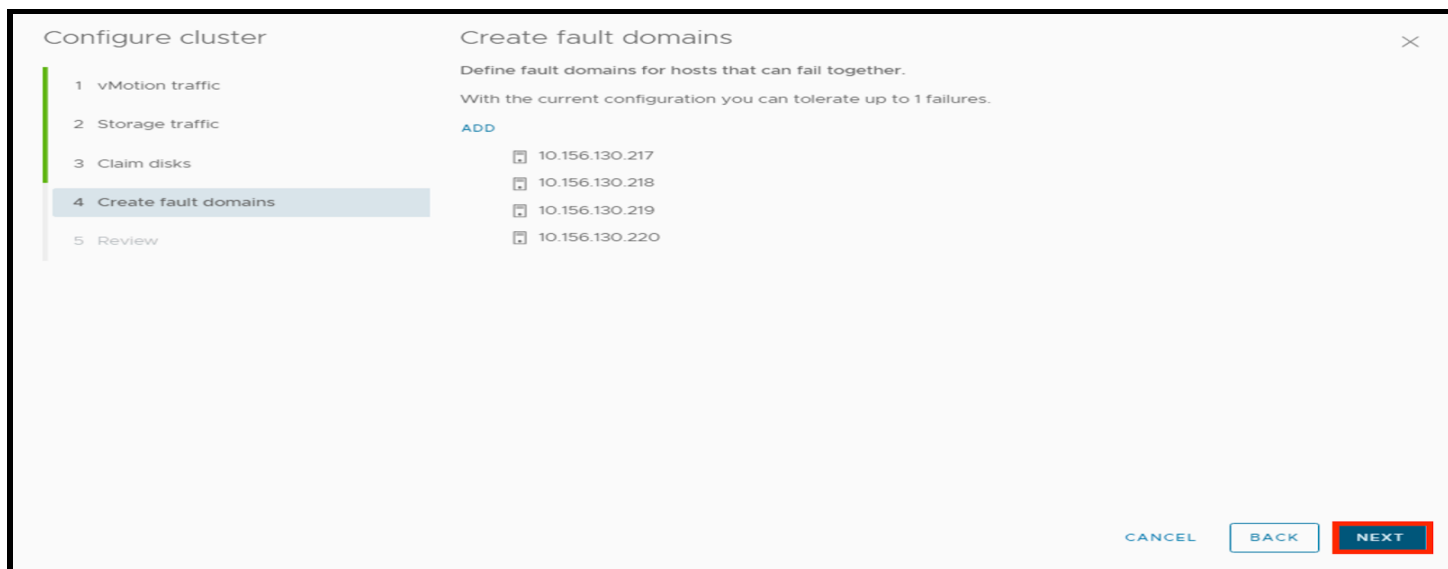 Configure cluster
1 vMotion traffic
2 Storage traffic
3 Claim disks
4 Create fault domains
5 Review
Create fault domains
Define fault domains for hosts that can fail together.
With the current configuration you can tolerate up to 1 failures.
ADD
10.156.130.217
10.156.130.218
10.156.130.219
10.156.130.220
CANCEL BACK NEXT